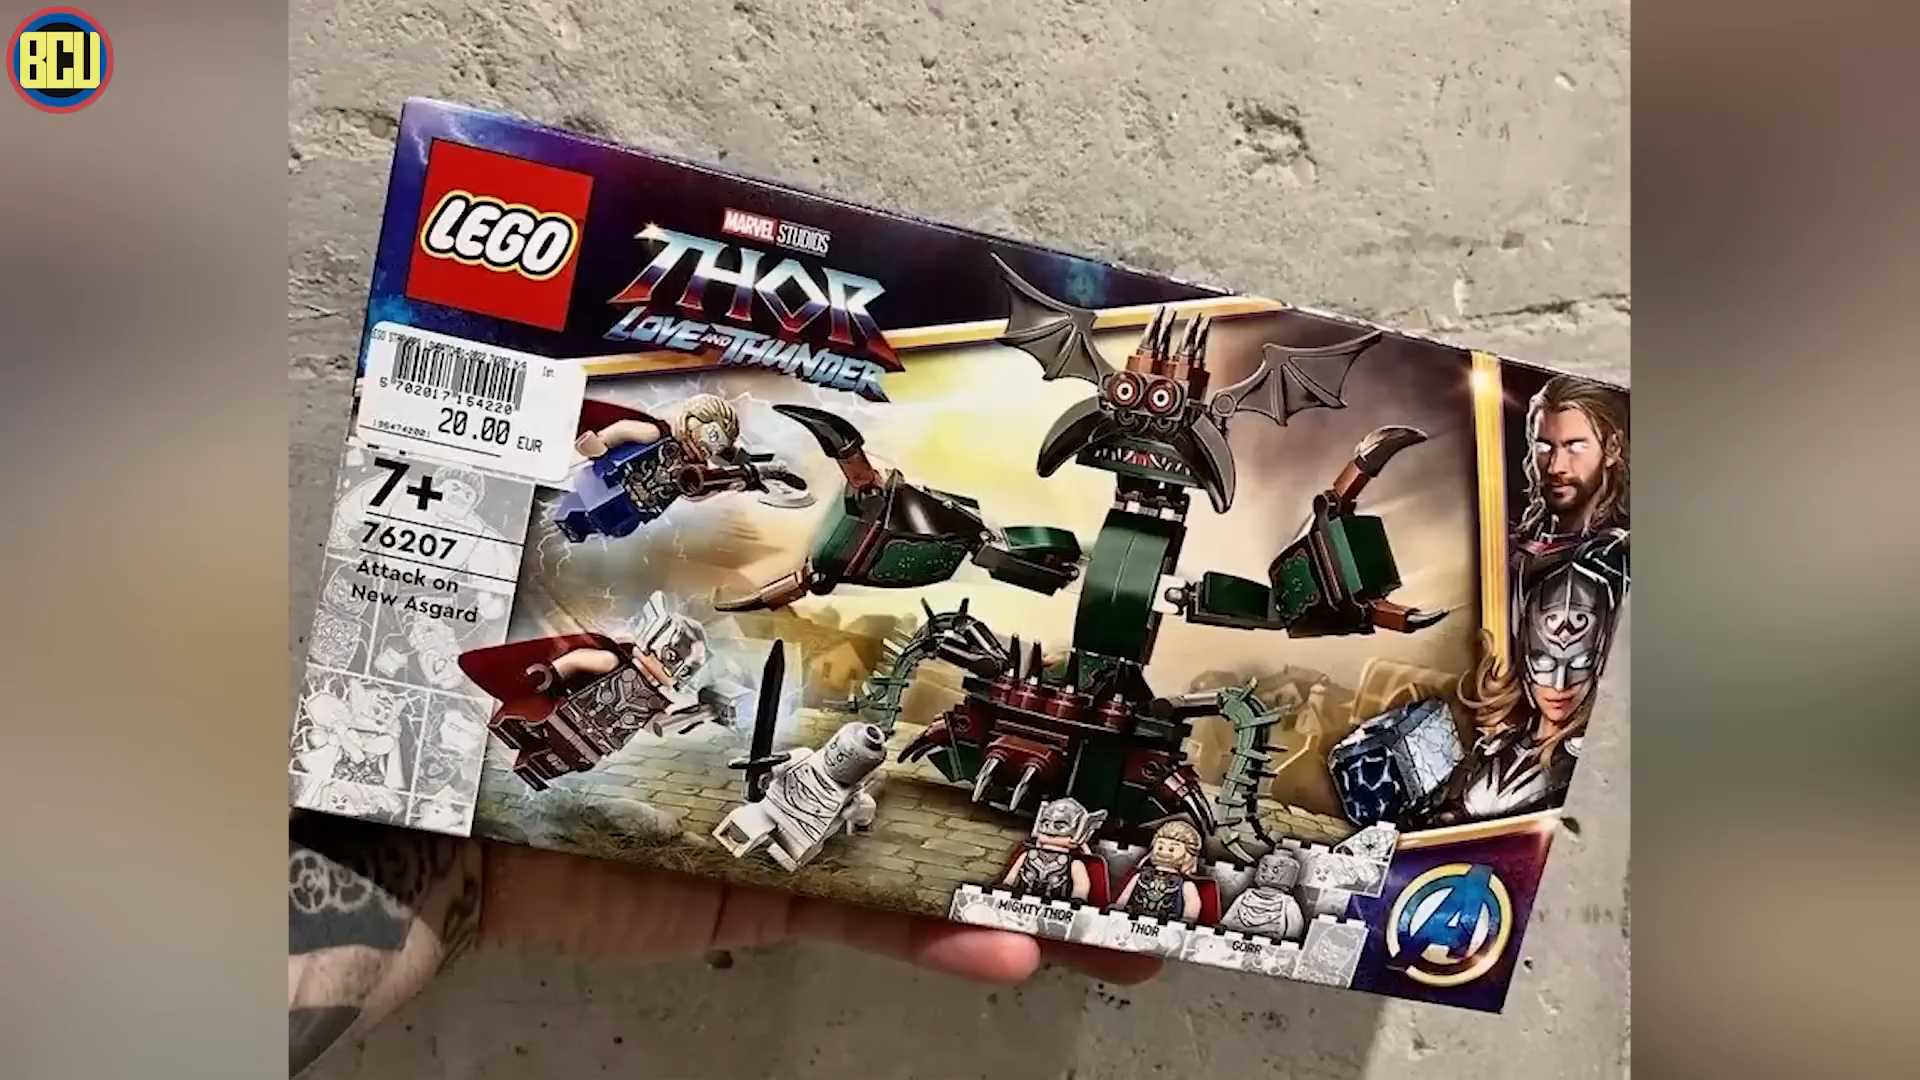 BCU
LEGO
MARVEL STUDIOS
THOR
LOVE AND THUNDER
5 702017 154220
20.00 EUR
7+
76207
Attack on
New Asgard
MIGHTY THOR
THOR
GORR
A